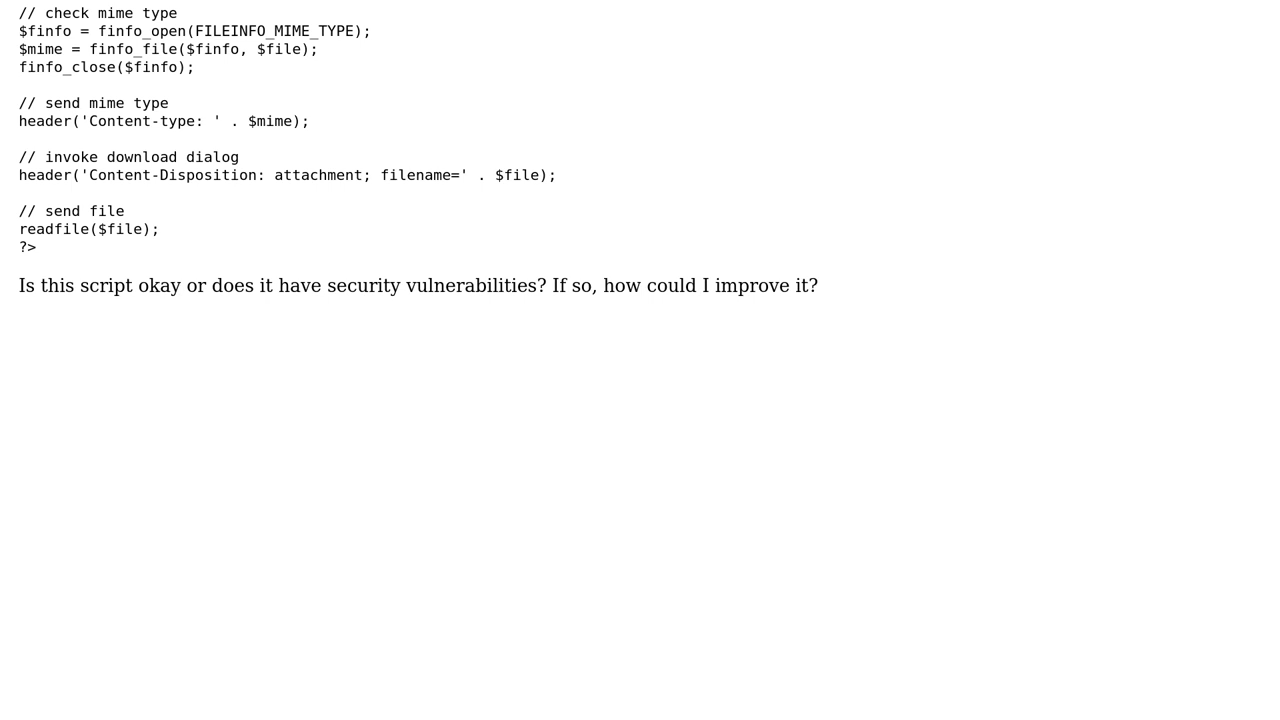 // check mime type
$finfo = finfo_open(FILEINFO_MIME_TYPE);
$mime = finfo_file($finfo, $file);
finfo_close($finfo);
// send mime type
header('Content-type: ' . $mime);
// invoke download dialog
header('Content-Disposition: attachment; filename=' . $file);
// send file
readfile($file);
?>
Is this script okay or does it have security vulnerabilities? If so, how could I improve it?